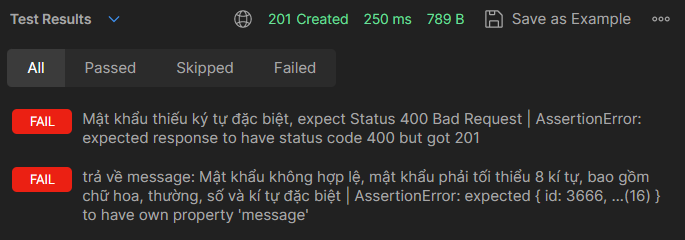 Test Results 201 Created 250 ms 789 B Save as Example
All Passed Skipped Failed
FAIL Mật khẩu thiếu ký tự đặc biệt, expect Status 400 Bad Request | AssertionError:
expected response to have status code 400 but got 201
trả về message: Mật khẩu không hợp lệ, mật khẩu phải tối thiểu 8 kí tự, bao gồm
FAIL chữ hoa, thường, số và kí tự đặc biệt | AssertionError: expected { id: 3666, …(16) }
to have own property 'message'